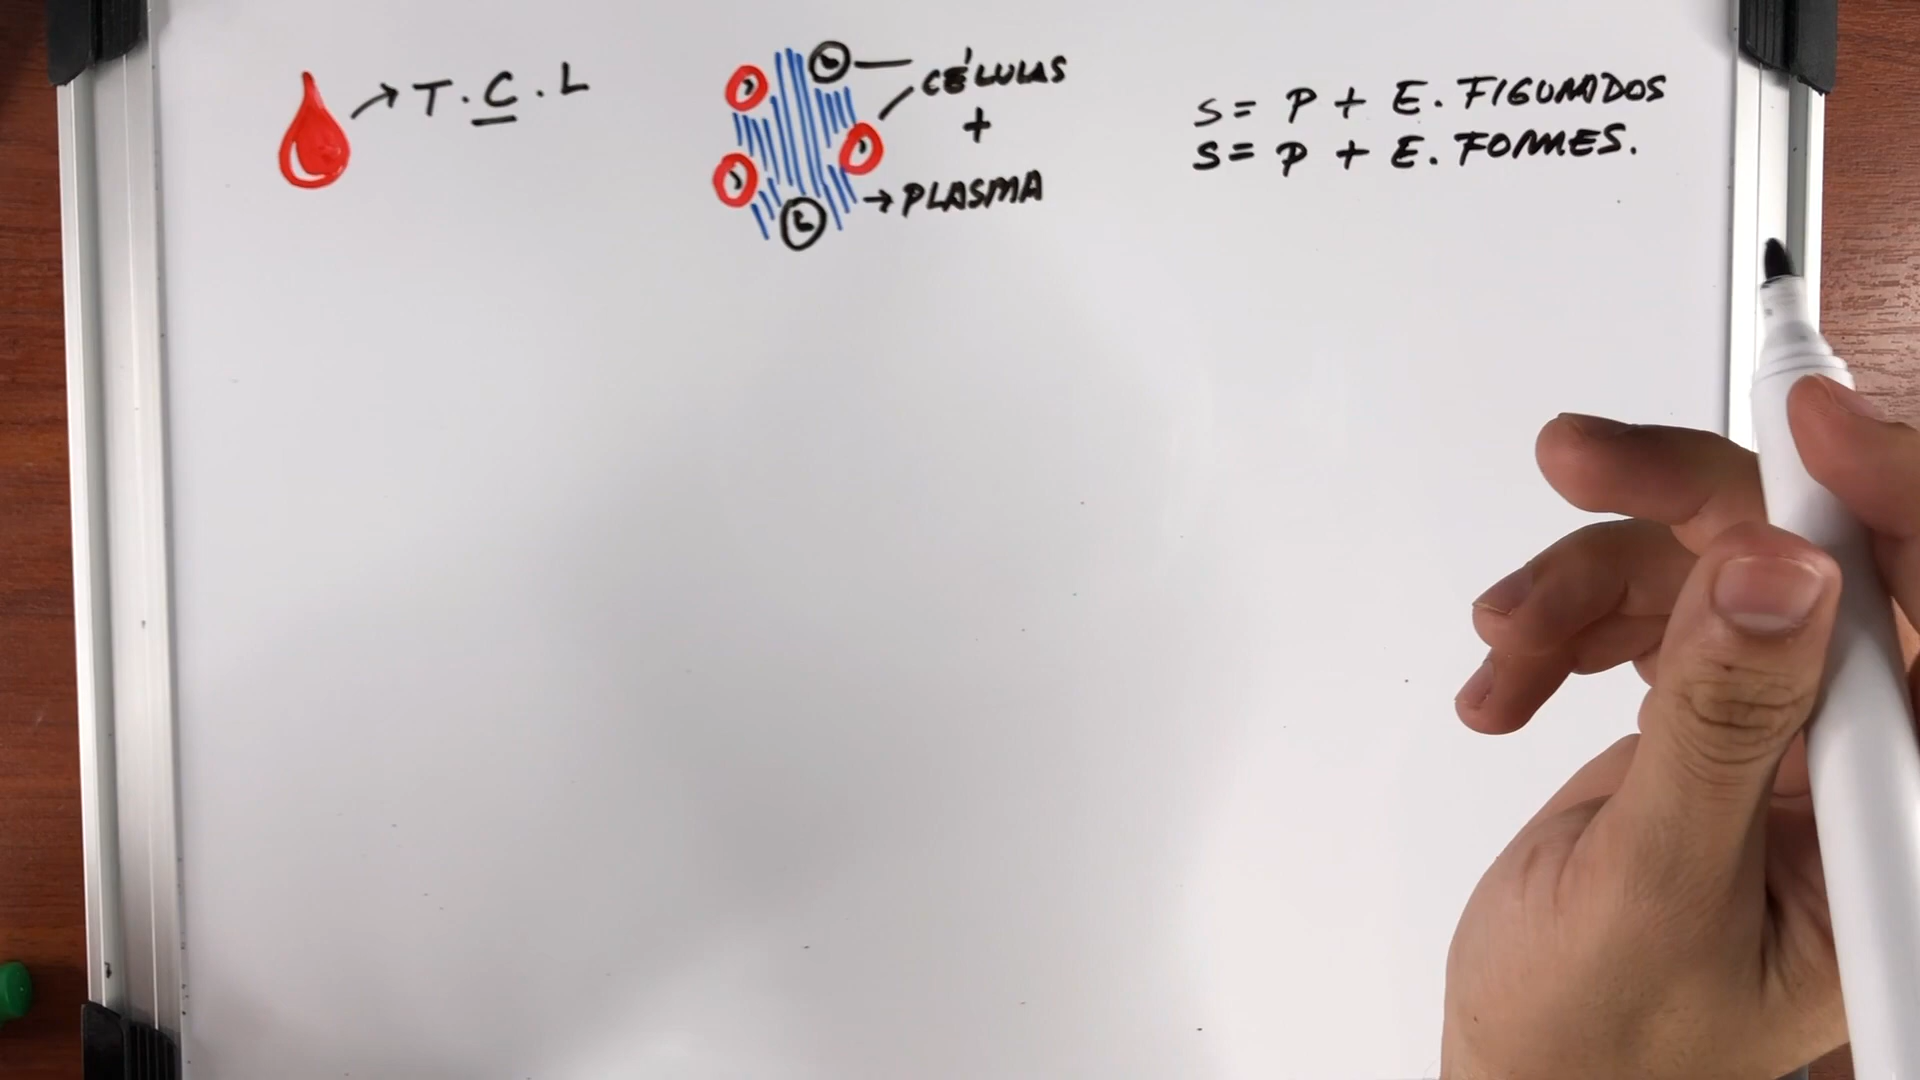 T.C.L
CÉLULAS
+
PLASMA
S= P + E. FIGURADOS
S= P + E. FORMES.